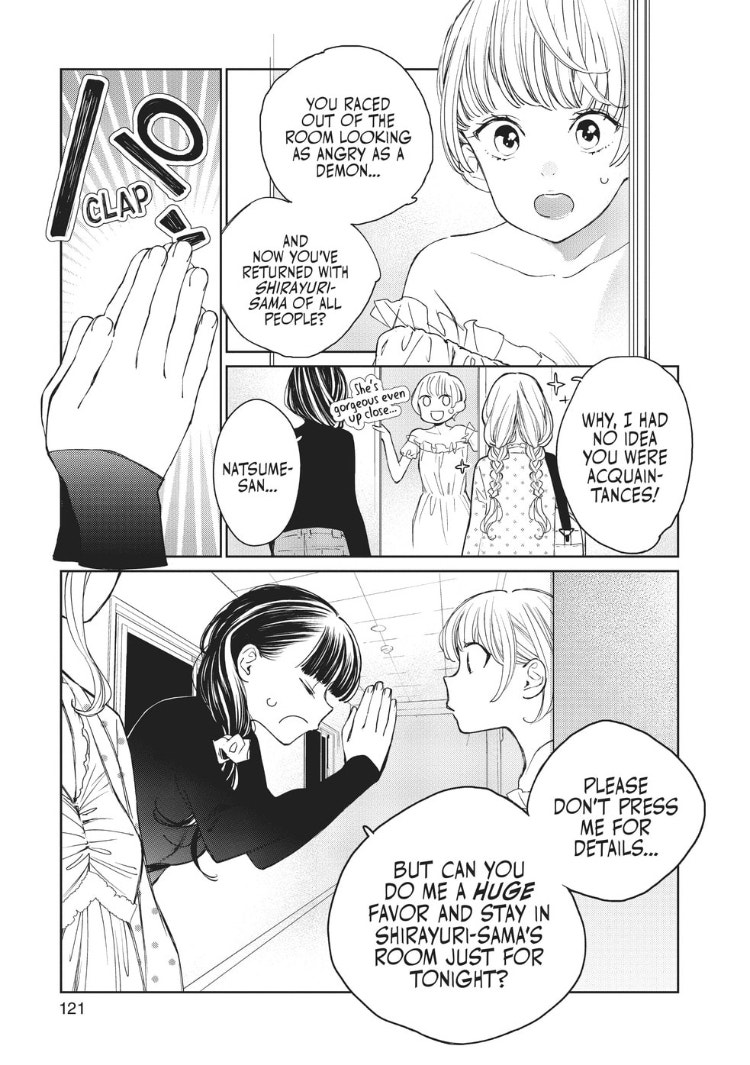 YOU RACED
OUT OF THE
ROOM LOOKING
AS ANGRY AS A
DEMON...
AND
NOW YOU'VE
RETURNED WITH
SHIRAYURI-
SAMA OF ALL
PEOPLE?
WHY, I HAD
NO IDEA
YOU WERE
ACQUAIN-
TANCES!
She's
gorgeous even
up close...
NATSUME-
SAN...
CLAP
PLEASE
DON'T PRESS
ME FOR
DETAILS...
BUT CAN YOU
DO ME A HUGE
FAVOR AND STAY IN
SHIRAYURI-SAMA'S
ROOM JUST FOR
TONIGHT?
121